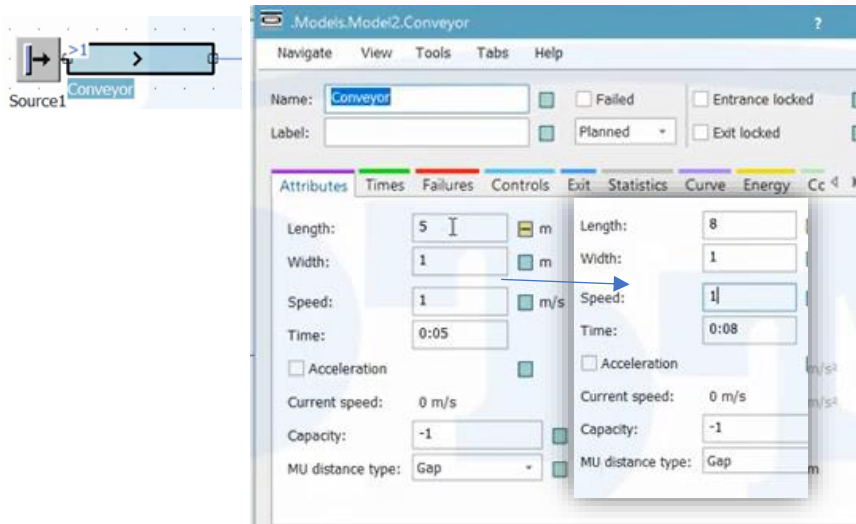 >1
Conveyor
Source1
.Models.Model2.Conveyor ?
Navigate View Tools Tabs Help
Name: Conveyor Failed Entrance locked
Label: Planned Exit locked
Attributes Times Failures Controls Exit Statistics Curve Energy Cc
Length: 5 m
Width: 1 m
Speed: 1 m/s
Time: 0:05
Acceleration
Current speed: 0 m/s
Capacity: -1
MU distance type: Gap
Length: 8
Width: 1
Speed: 1
Time: 0:08
Acceleration m/s²
Current speed: 0 m/s m/s²
Capacity: -1
MU distance type: Gap m